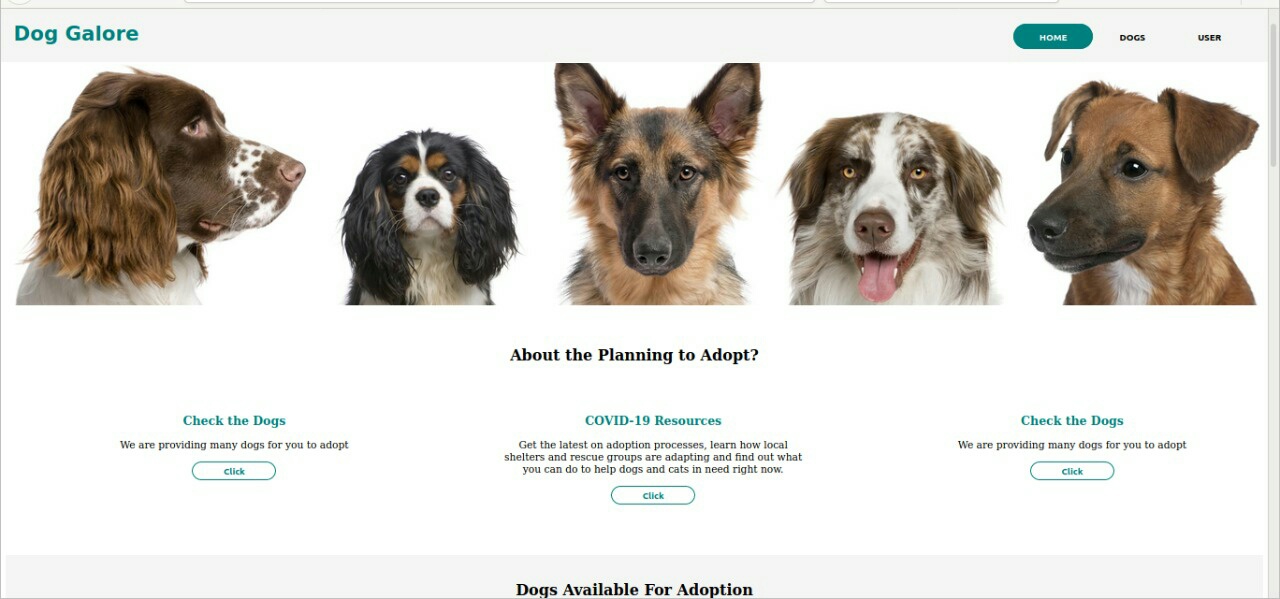 Dog Galore
HOME DOGS USER
About the Planning to Adopt?
Check the Dogs
We are providing many dogs for you to adopt
Click
COVID-19 Resources
Get the latest on adoption processes, learn how local
shelters and rescue groups are adapting and find out what
you can do to help dogs and cats in need right now.
Click
Check the Dogs
We are providing many dogs for you to adopt
Click
Dogs Available For Adoption